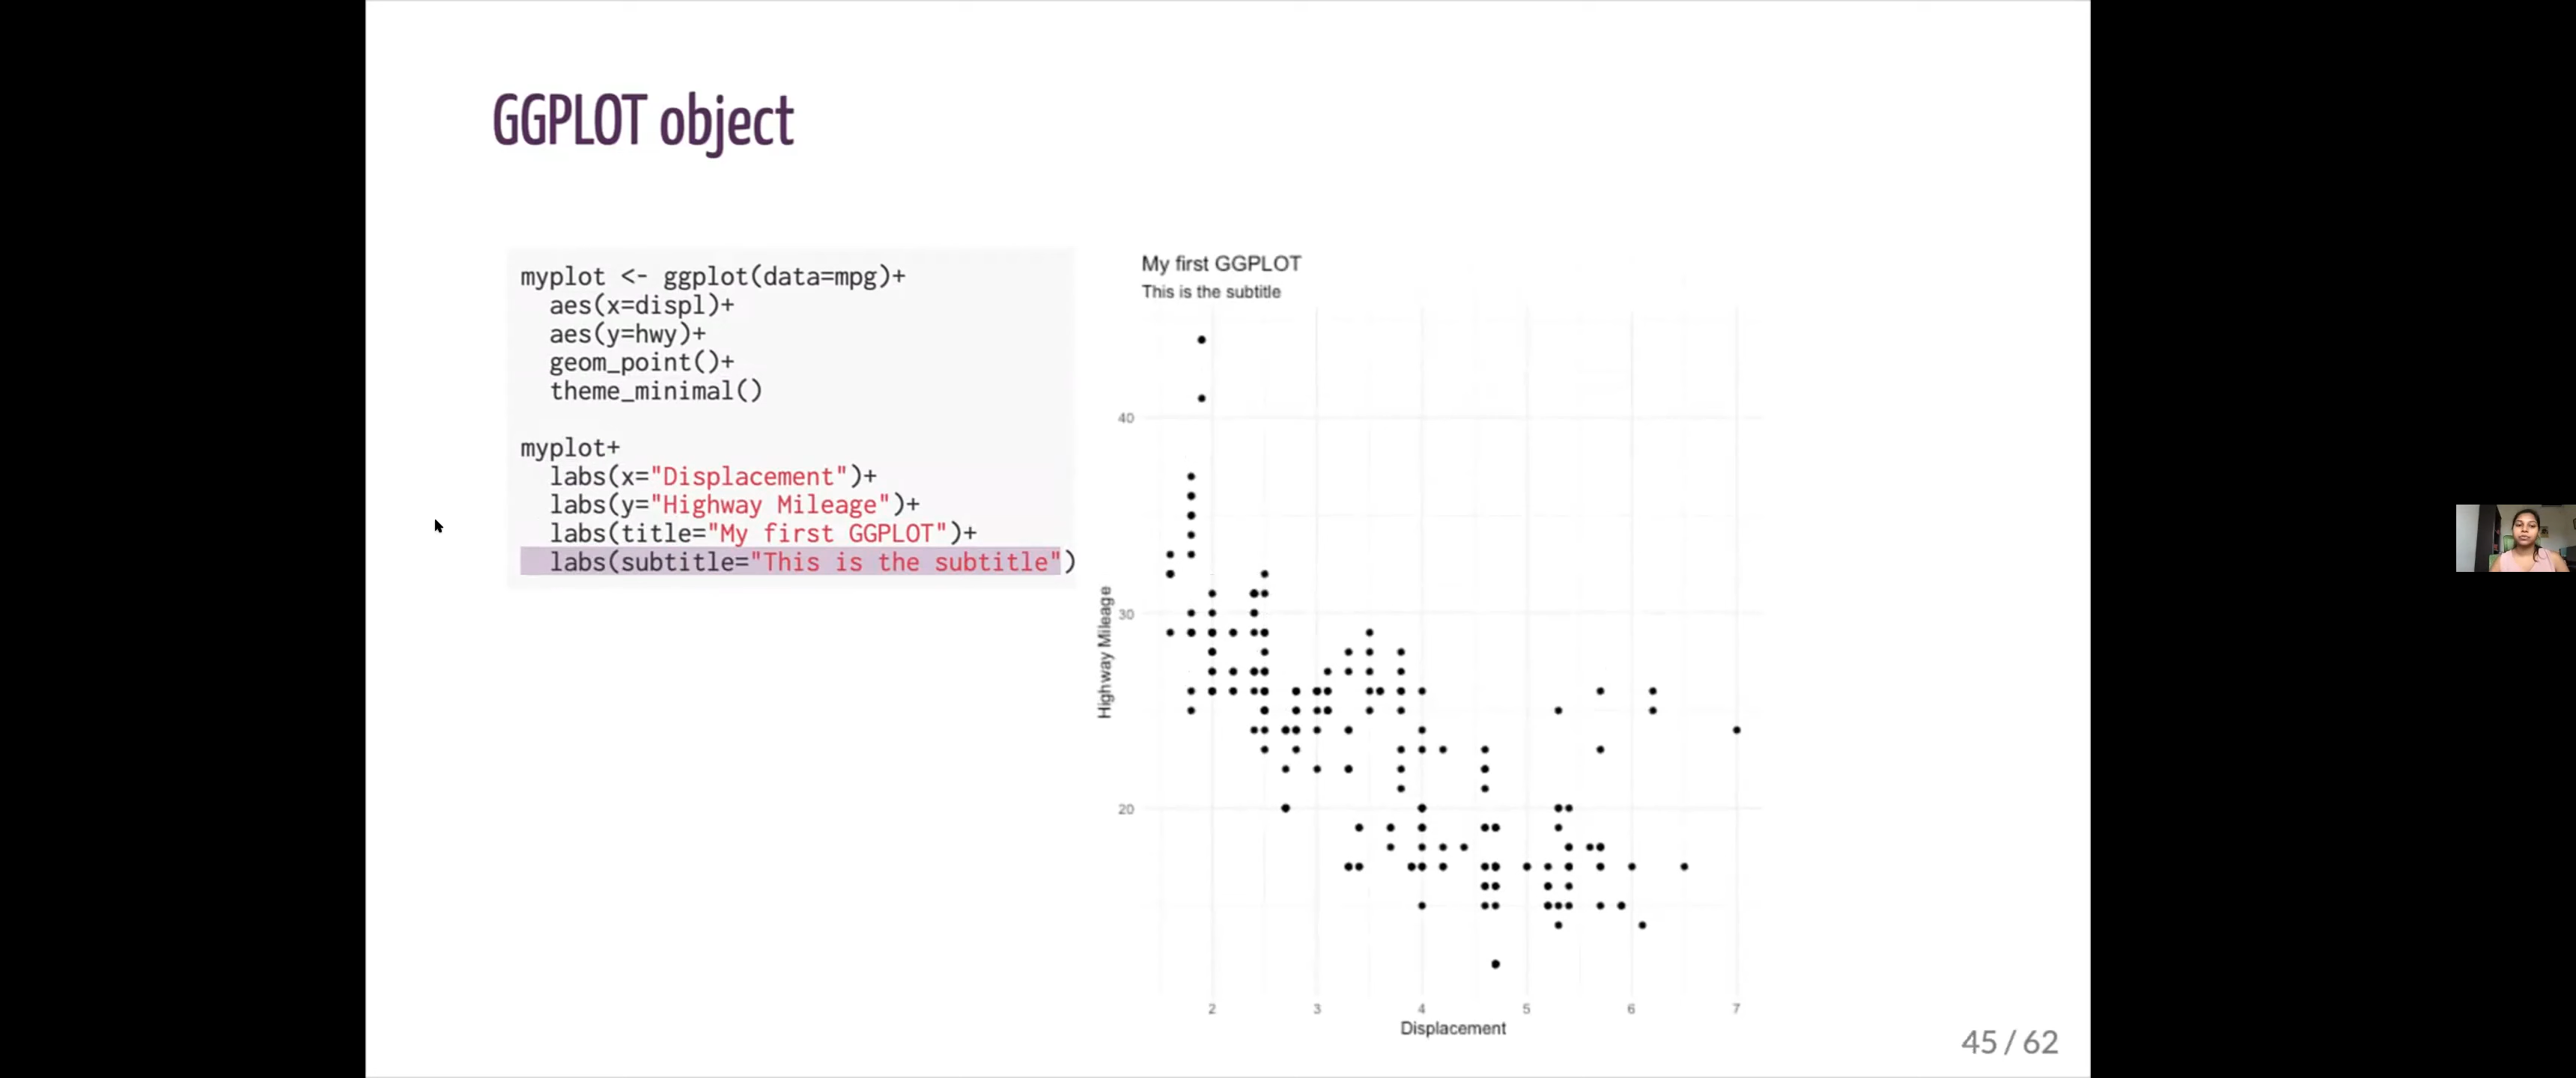 GGPLOT object
myplot <- ggplot(data=mpg)+
  aes(x=displ)+
  aes(y=hwy)+
  geom_point()+
  theme_minimal()
myplot+
  labs(x="Displacement")+
  labs(y="Highway Mileage")+
  labs(title="My first GGPLOT")+
  labs(subtitle="This is the subtitle")
My first GGPLOT
This is the subtitle
40
30
20
Highway Mileage
2 3 4 5 6 7
Displacement
45 / 62